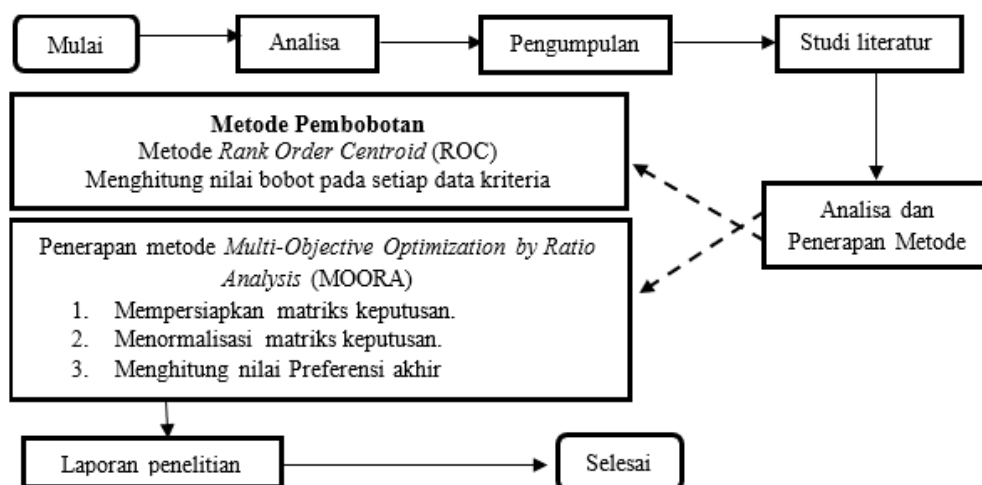 Mulai
Analisa
Pengumpulan
Studi literatur
Metode Pembobotan
Metode Rank Order Centroid (ROC)
Menghitung nilai bobot pada setiap data kriteria
Analisa dan
Penerapan Metode
Penerapan metode Multi-Objective Optimization by Ratio
Analysis (MOORA)
1. Mempersiapkan matriks keputusan.
2. Menormalisasi matriks keputusan.
3. Menghitung nilai Preferensi akhir
Laporan penelitian
Selesai